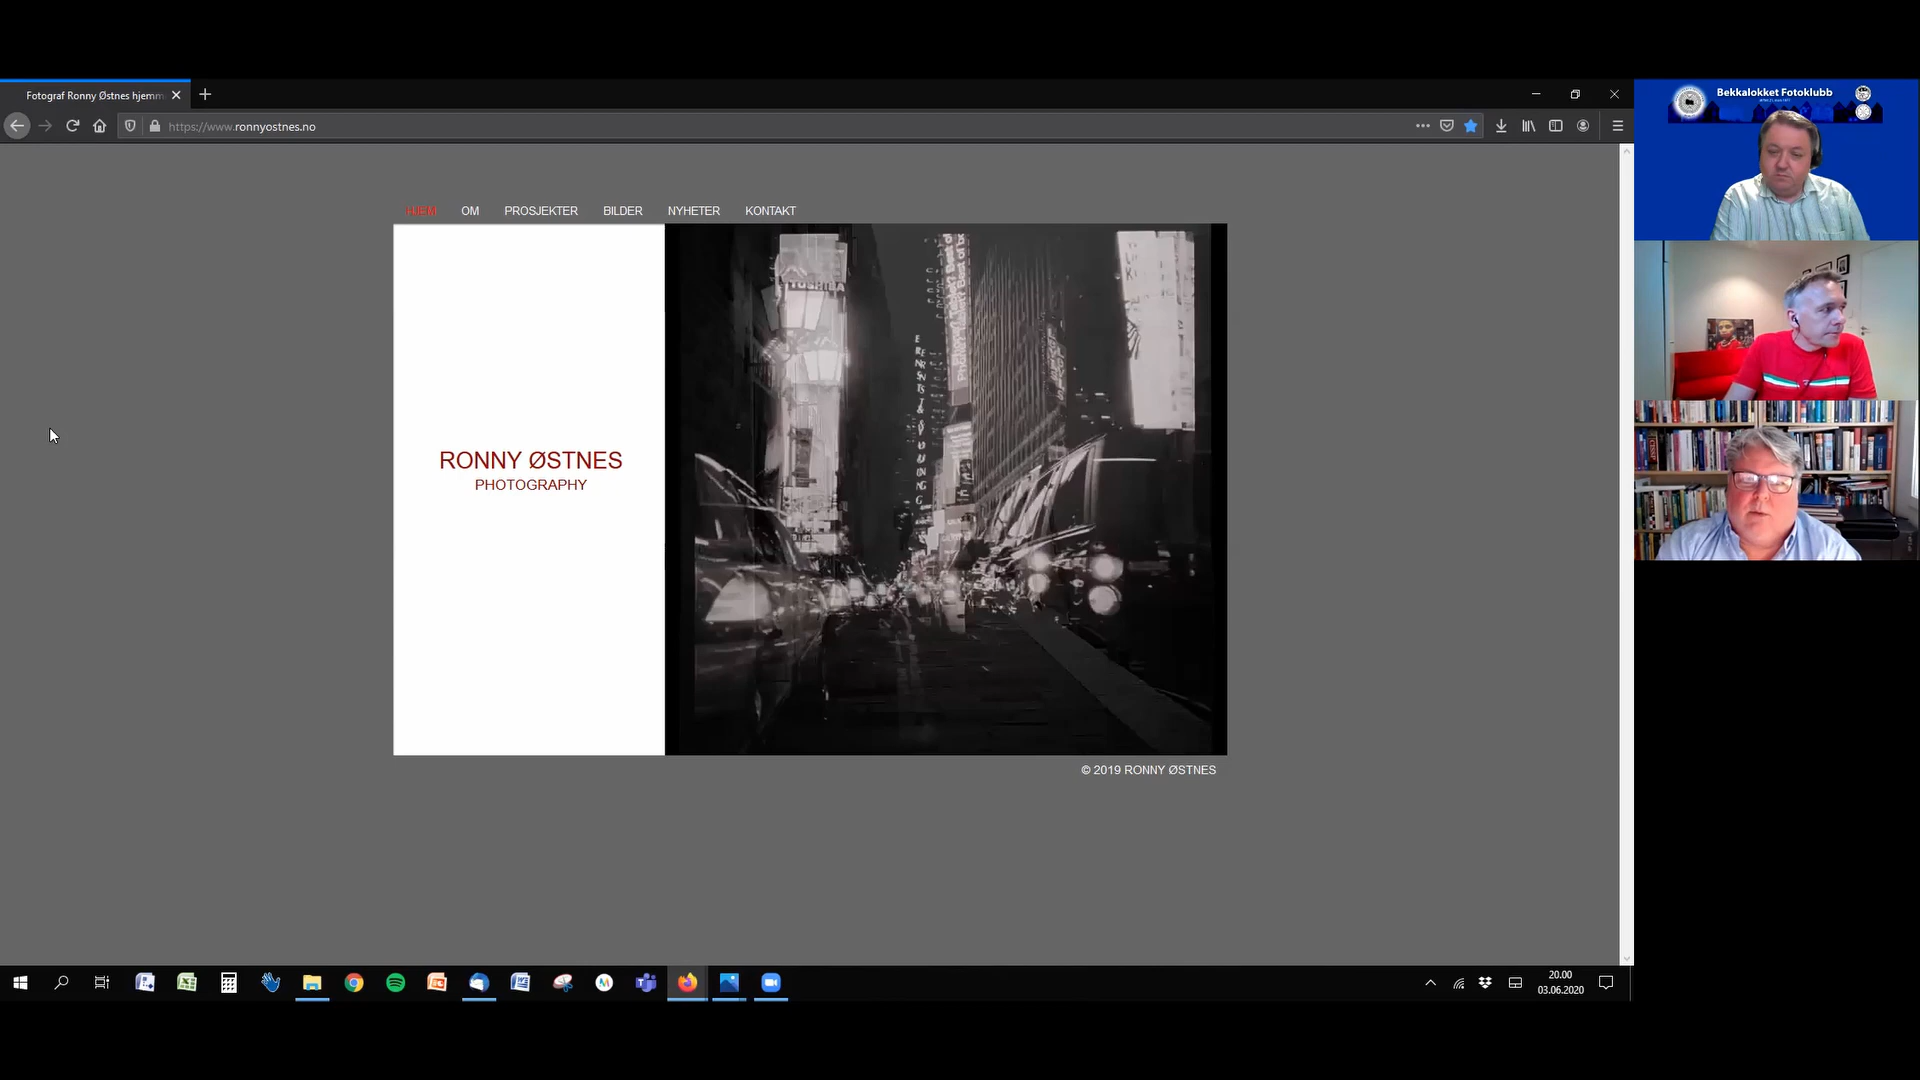 Fotograf Ronny Østnes hjemm
https://www.ronnyostnes.no
Bekkalokket Fotoklubb
HJEM OM PROSJEKTER BILDER NYHETER KONTAKT
TOSHIBA
RONNY ØSTNES
PHOTOGRAPHY
© 2019 RONNY ØSTNES
20.00
03.06.2020